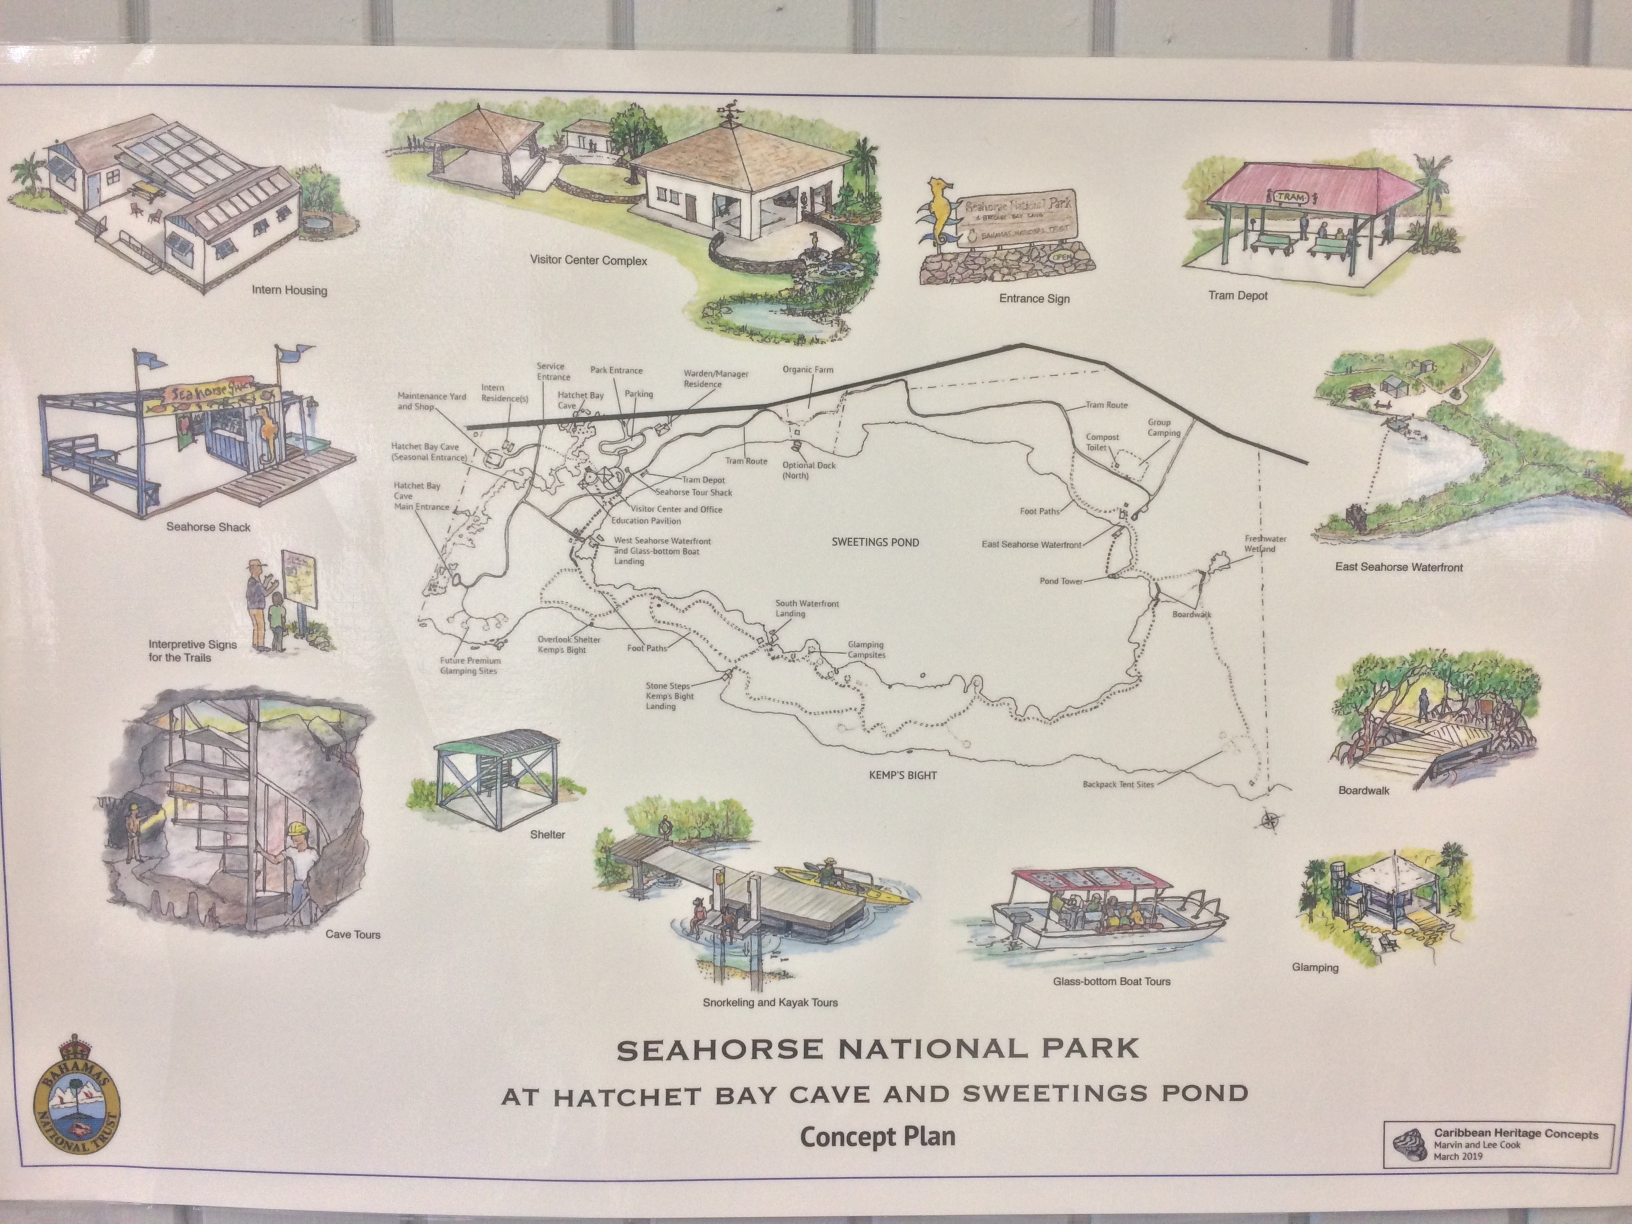 Intern Housing
Visitor Center Complex
Seahorse National Park
BAHAMAS NATIONAL TRUST
OPEN
Entrance Sign
TRAM
Tram Depot
Seahorse Shack
Maintenance Yard
and Shop
Intern
Residence(s)
Service
Entrance
Hatchet Bay
Cave
Park Entrance
Parking
Warden/Manager
Residence
Organic Farm
Hatchet Bay Cave
(Seasonal Entrance)
Hatchet Bay
Cave
Main Entrance
Tram Route
Optional Dock
(North)
Tram Depot
Seahorse Tour Shack
Visitor Center and Office
Education Pavilion
West Seahorse Waterfront
and Glass-bottom Boat
Landing
SWEETINGS POND
Tram Route
Group
Camping
Compost
Toilet
Foot Paths
East Seahorse Waterfront
Pond Tower
Freshwater
Wetland
Boardwalk
East Seahorse Waterfront
Interpretive Signs
for the Trails
Future Premium
Glamping Sites
Overlook Shelter
Kemp's Bight
Foot Paths
South Waterfront
Landing
Glamping
Campsites
Stone Steps
Kemp's Bight
Landing
KEMP'S BIGHT
Backpack Tent Sites
Boardwalk
Shelter
Cave Tours
Snorkeling and Kayak Tours
Glass-bottom Boat Tours
Glamping
SEAHORSE NATIONAL PARK
AT HATCHET BAY CAVE AND SWEETINGS POND
Concept Plan
BAHAMAS
NATIONAL TRUST
Caribbean Heritage Concepts
Marvin and Lee Cook
March 2019